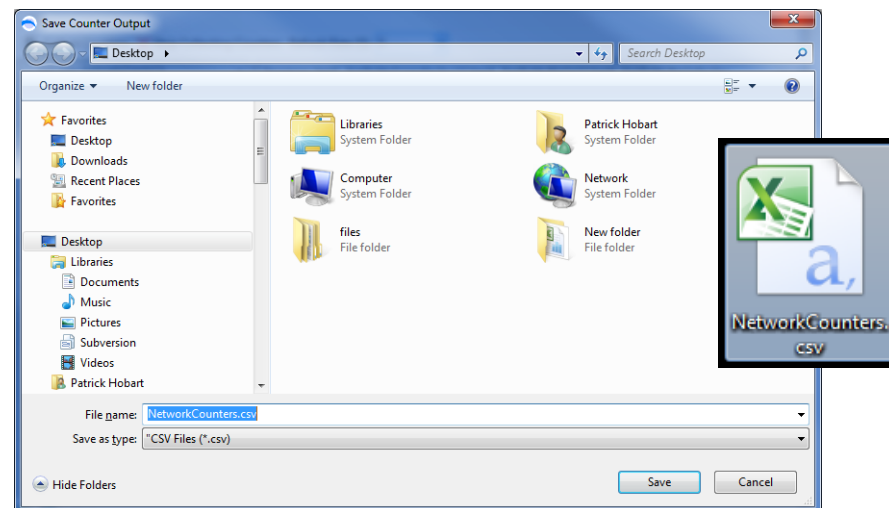 Save Counter Output
Desktop
Search Desktop
Organize
New folder
Favorites
Desktop
Downloads
Recent Places
Favorites
Desktop
Libraries
Documents
Music
Pictures
Subversion
Videos
Patrick Hobart
Libraries
System Folder
Patrick Hobart
System Folder
Computer
System Folder
Network
System Folder
files
File folder
New folder
File folder
a,
NetworkCounters.
csv
File name: NetworkCounters.csv
Save as type: "CSV Files (*.csv)
Hide Folders
Save
Cancel